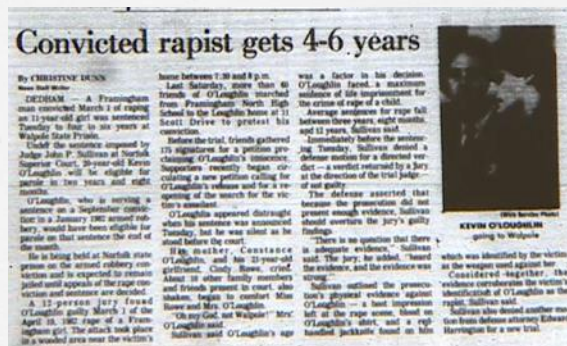 Convicted rapist gets 4-6 years
By CHRISTINE DUNN
News Staff Writer
DEDHAM — A Framingham
man convicted March 1 of raping
an 11-year-old girl was sentenced
Tuesday to four to six years at
Walpole State Prison.
Under the sentence imposed by
Judge John P. Sullivan at Norfolk
Superior Court, 20-year-old Kevin
O'Loughlin will be eligible for
parole in two years and eight
months.
O'Loughlin, who is serving a
sentence on a September convic-
tion in a January 1982 armed rob-
bery, would have been eligible for
parole on that sentence the end of
the month.
He is being held at Norfolk state
prison on the armed robbery con-
viction and is expected to remain
jailed until appeals of the rape con-
viction and sentence are decided.
A 12-person jury found
O'Loughlin guilty March 1 of the
April 1982 rape of a Fram-
ingham girl. The attack took place
in a wooded area near the victim's
home between 7:30 and 8 p.m.
Last Saturday, more than 60
friends of O'Loughlin marched
from Framingham North High
School to the Loughlin home at 31
Scott Drive to protest his
conviction.
Before the trial, friends gathered
175 signatures for a petition pro-
claiming O'Loughlin's innocence.
Supporters recently began cir-
culating a new petition calling for
O'Loughlin's release and for a re-
opening of the search for the vic-
tim's assailant.
O'Loughlin appeared distraught
when his sentence was announced
Tuesday, but he was silent as he
stood before the court.
His mother, Constance
O'Loughlin, and his 21-year-old
girlfriend, Cindy Rowe, cried.
About 10 other family members
and friends present in court, also
shaken, began to comfort Miss
Rowe and Mrs. O'Loughlin.
"Oh my God, not Walpole!" Mrs.
O'Loughlin said.
Sullivan said O'Loughlin's age
was a factor in his decision.
O'Loughlin faced a maximum
sentence of life imprisonment for
the crime of rape of a child.
Average sentences for rape fall
between three years, eight months,
and 12 years, Sullivan said.
Immediately before the sentenc-
ing Tuesday, Sullivan denied a
defense motion for a directed ver-
dict — a verdict returned by a jury
at the direction of the trial judge —
of not guilty.
The defense asserted that
because the prosecution did not
present enough evidence, Sullivan
should overturn the jury's guilty
findings.
"There is no question that there
is adequate evidence," Sullivan
said. The jury, he added, "heard
the evidence, and the evidence was
strong."
Sullivan outlined the prosecu-
tion's physical evidence against
O'Loughlin — a heel impression
left at the rape scene, blood on
O'Loughlin's shirt, and a
handled jackknife found on him
KEVIN O'LOUGHLIN
going to Walpole
which was identified by the victim
as the weapon used against her.
Considered together, the
evidence corroborates the victim's
identification of O'Loughlin as the
rapist, Sullivan said.
Sullivan also denied another mo-
tion from defense attorney Edward
Harrington for a new trial.